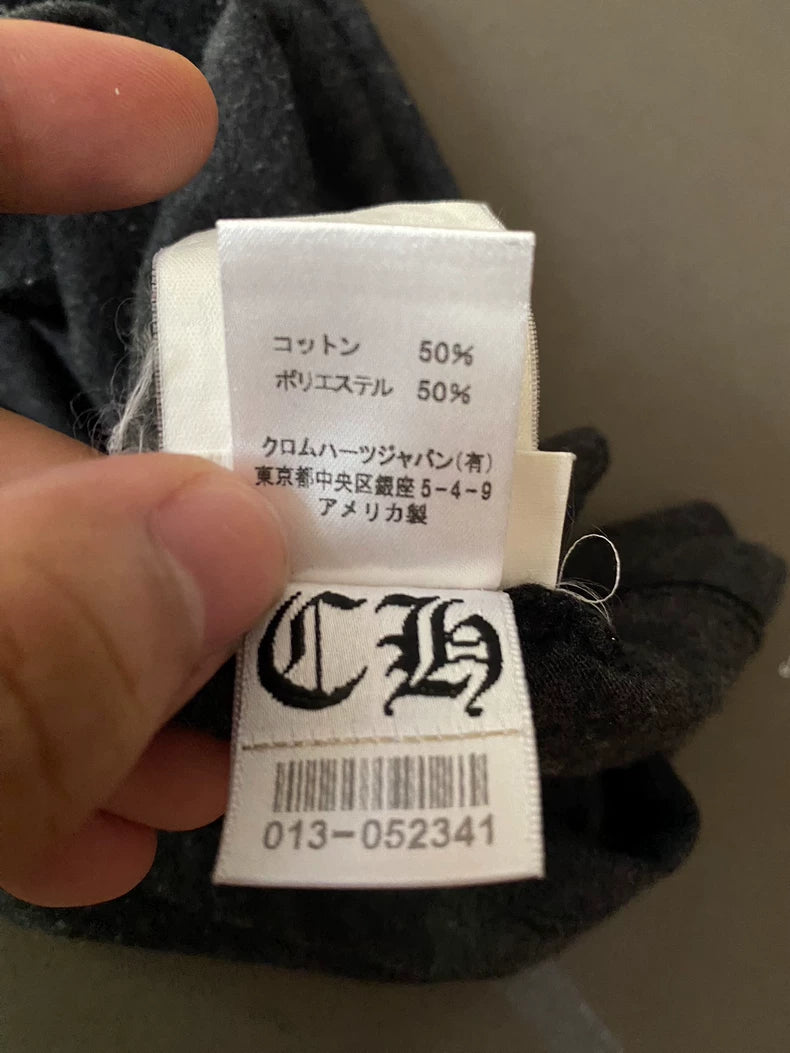 コットン 50%
ポリエステル 50%
クロムハーツジャパン(有)
東京都中央区銀座5-4-9
アメリカ製
CH
013-052341